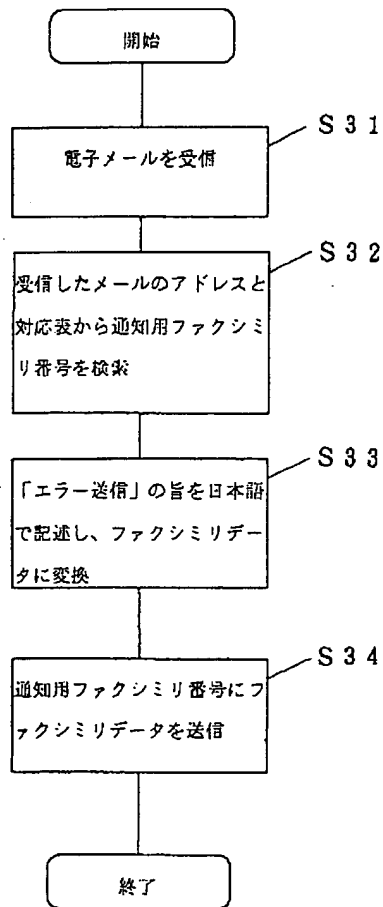 開始
S31
電子メールを受信
S32
受信したメールのアドレスと
対応表から通知用ファクシミ
リ番号を検索
S33
「エラー送信」の旨を日本語
で記述し、ファクシミリデー
タに変換
S34
通知用ファクシミリ番号にフ
ァクシミリデータを送信
終了